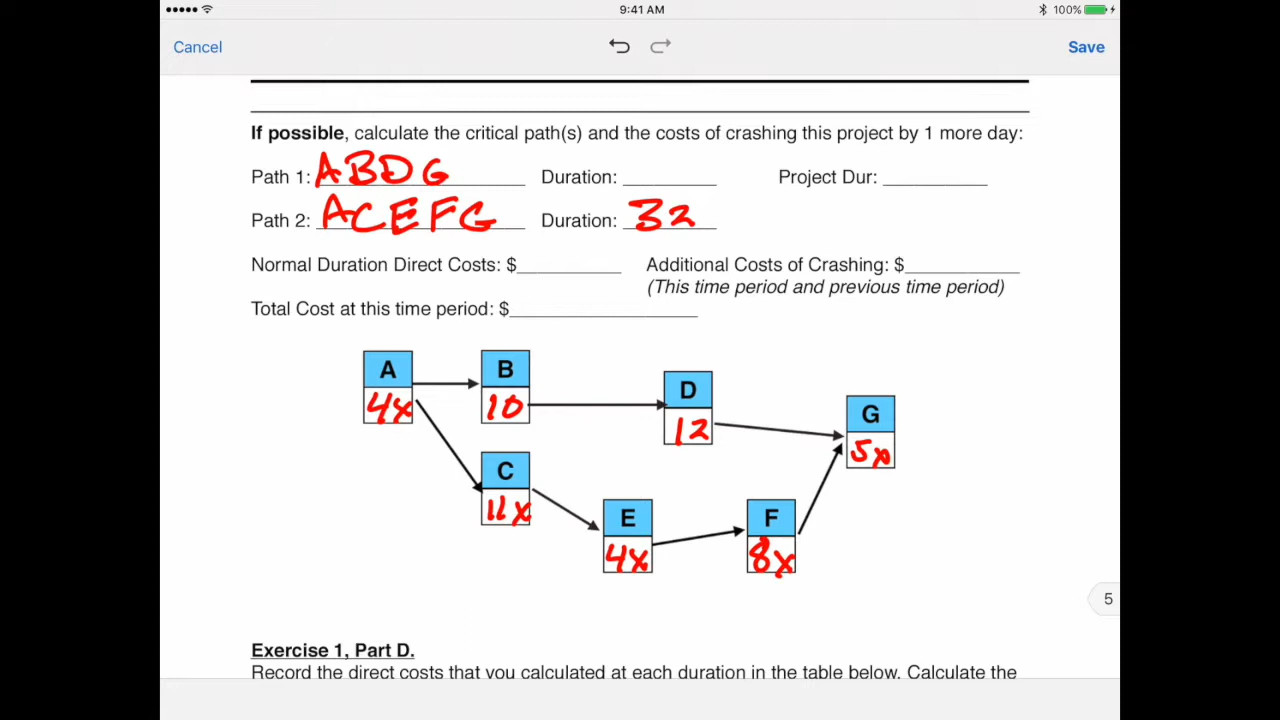 9:41 AM
100%
Cancel
Save
If possible, calculate the critical path(s) and the costs of crashing this project by 1 more day:
Path 1: ABDG Duration: Project Dur:
Path 2: ACEFG Duration: 32
Normal Duration Direct Costs: $ Additional Costs of Crashing: $
(This time period and previous time period)
Total Cost at this time period: $
A
4x
B
10
D
12
G
5x
C
11x
E
4x
F
8x
5
Exercise 1, Part D.
Record the direct costs that you calculated at each duration in the table below. Calculate the